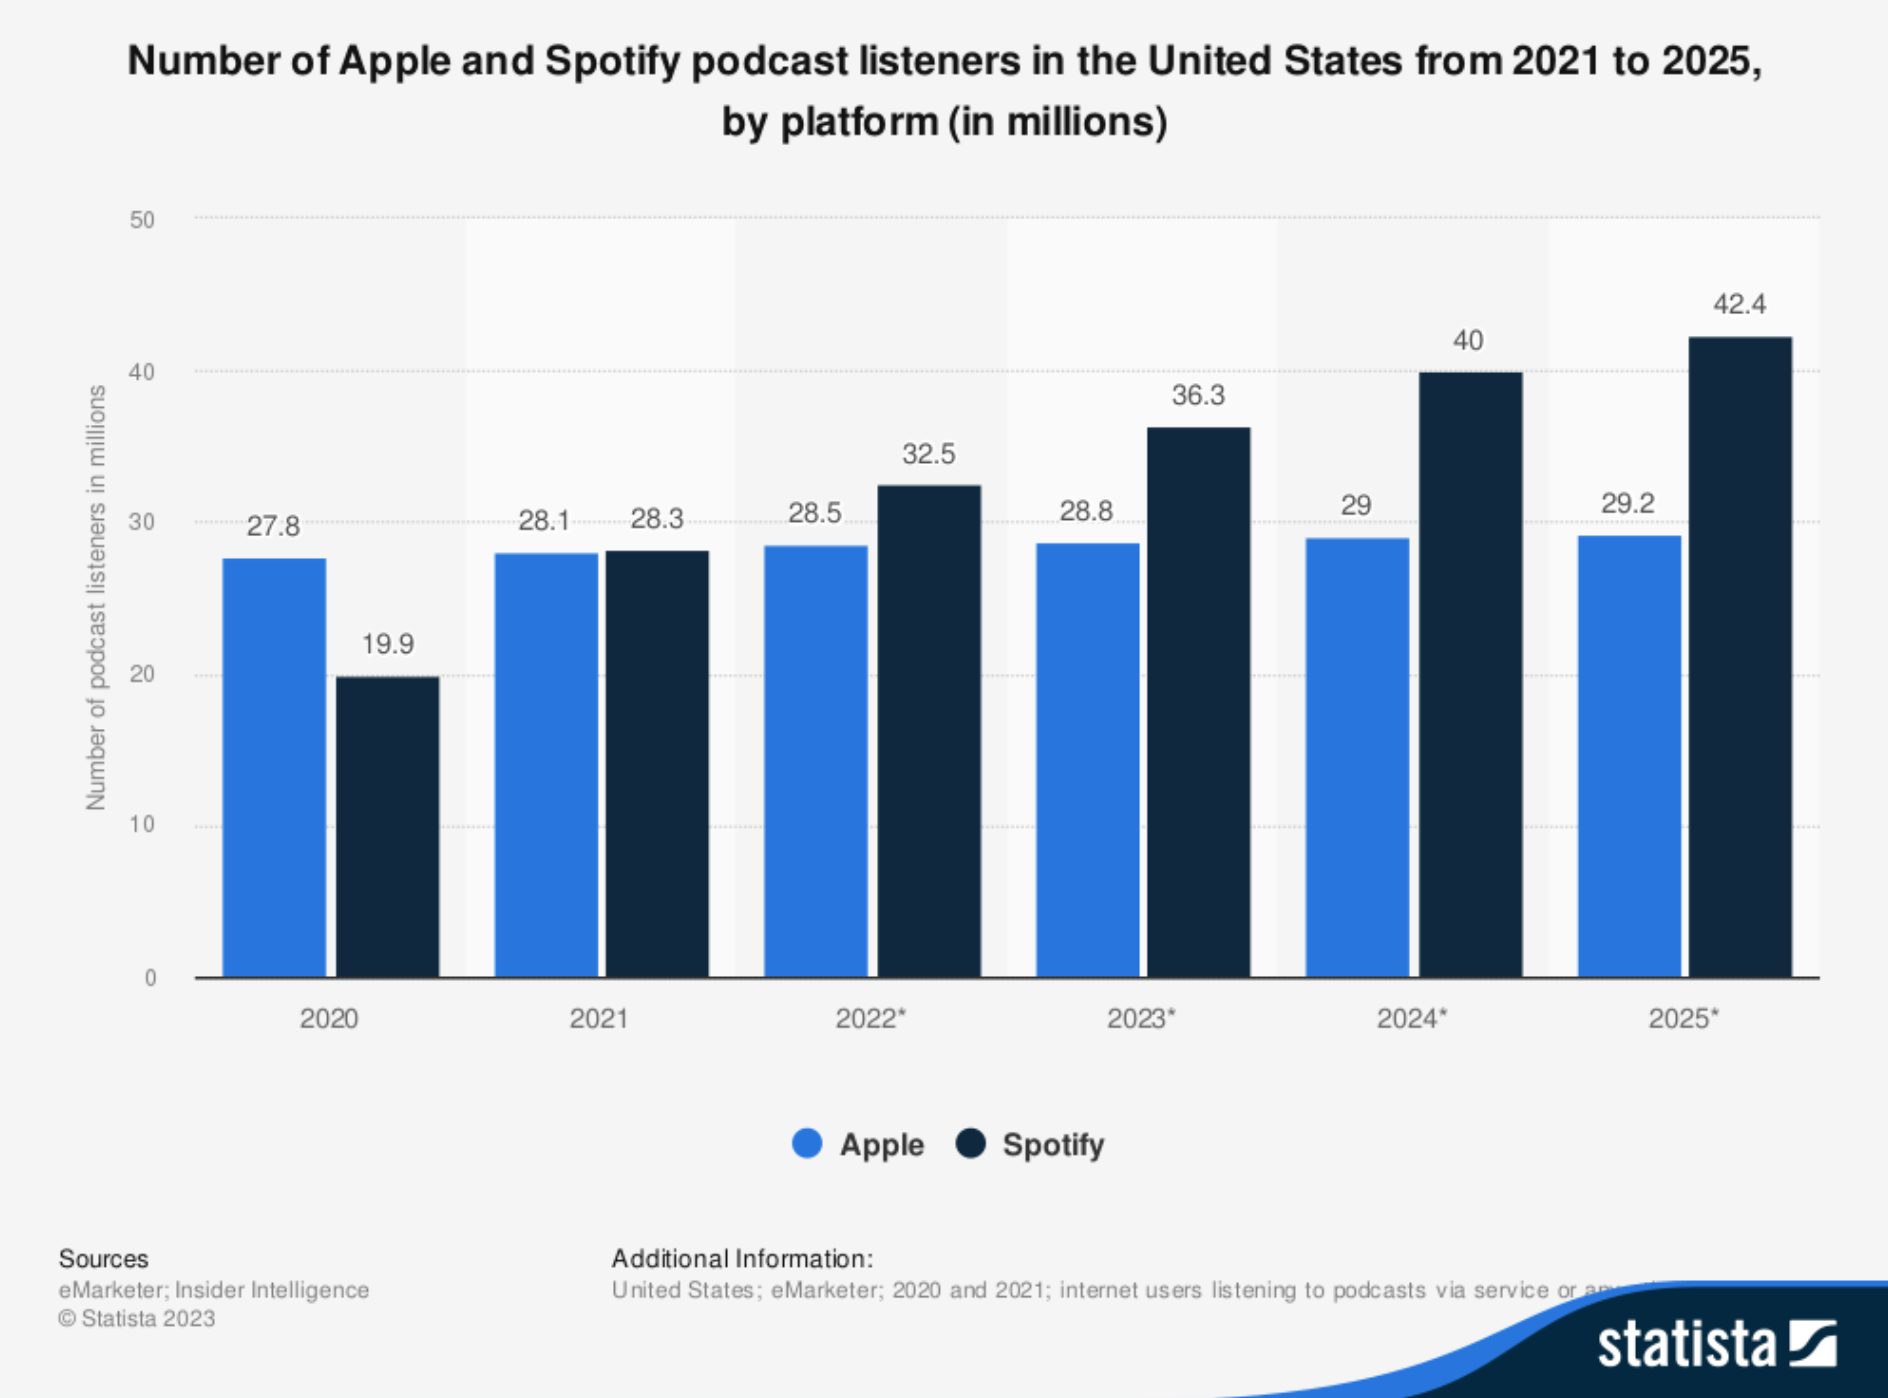 Number of Apple and Spotify podcast listeners in the United States from 2021 to 2025,
by platform (in millions)
Number of podcast listeners in millions
50
40
30
20
10
0
27.8
19.9
28.1
28.3
28.5
32.5
28.8
36.3
29
40
29.2
42.4
2020
2021
2022*
2023*
2024*
2025*
Apple
Spotify
Sources
eMarketer; Insider Intelligence
© Statista 2023
Additional Information:
United States; eMarketer; 2020 and 2021; internet users listening to podcasts via service or
statista